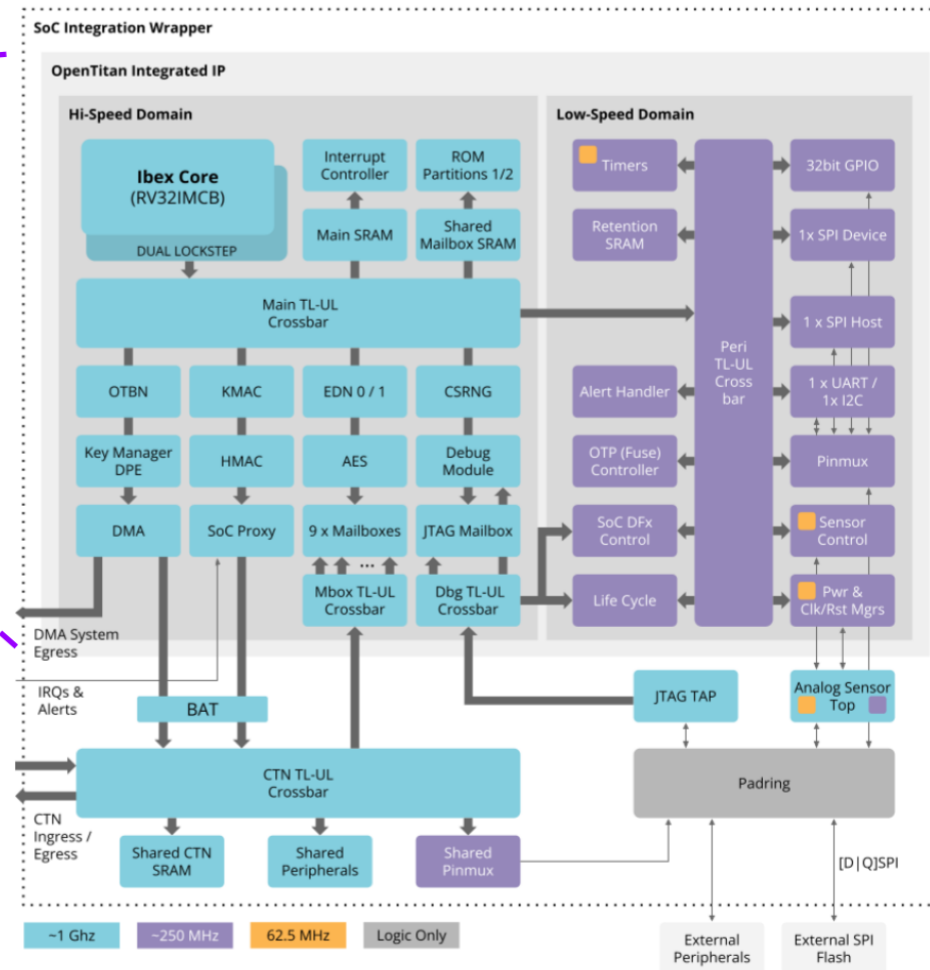 SoC Integration Wrapper
OpenTitan Integrated IP
Hi-Speed Domain
Ibex Core
(RV32IMCB)
DUAL LOCKSTEP
Interrupt
Controller
ROM
Partitions 1/2
Main SRAM
Shared
Mailbox SRAM
Main TL-UL
Crossbar
OTBN
KMAC
EDN 0 / 1
CSRNG
Key Manager
DPE
HMAC
AES
Debug
Module
DMA
SoC Proxy
9 x Mailboxes
JTAG Mailbox
...
Mbox TL-UL
Crossbar
Dbg TL-UL
Crossbar
Low-Speed Domain
Timers
32bit GPIO
Retention
SRAM
1x SPI Device
1 x SPI Host
Peri
TL-UL
Cross
bar
Alert Handler
1 x UART /
1x I2C
OTP (Fuse)
Controller
Pinmux
SoC DFx
Control
Sensor
Control
Life Cycle
Pwr &
Clk/Rst Mgrs
DMA System
Egress
IRQs &
Alerts
BAT
JTAG TAP
Analog Sensor
Top
CTN TL-UL
Crossbar
Padring
CTN
Ingress /
Egress
Shared CTN
SRAM
Shared
Peripherals
Shared
Pinmux
[D|Q]SPI
~1 Ghz
~250 MHz
62.5 MHz
Logic Only
External
Peripherals
External SPI
Flash